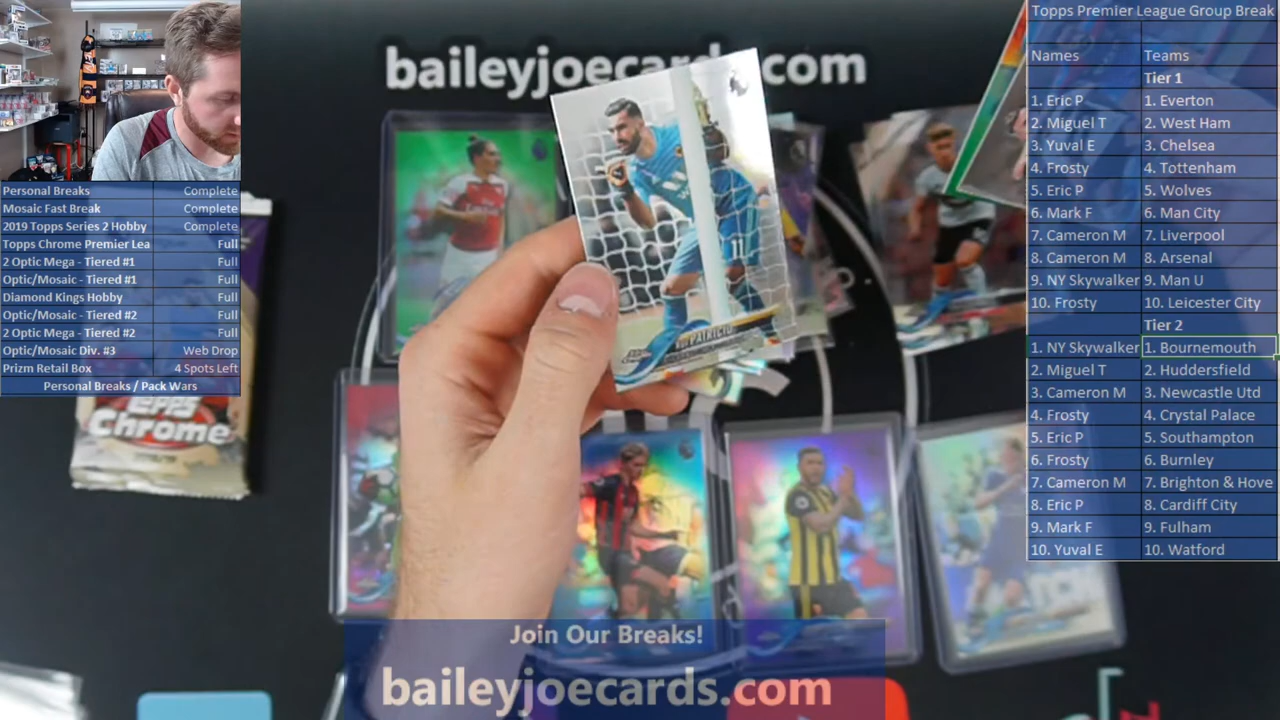 Topps Premier League Group Break
Names Teams
Tier 1
1. Eric P 1. Everton
2. Miguel T 2. West Ham
3. Yuval E 3. Chelsea
4. Frosty 4. Tottenham
5. Eric P 5. Wolves
6. Mark F 6. Man City
7. Cameron M 7. Liverpool
8. Cameron M 8. Arsenal
9. NY Skywalker 9. Man U
10. Frosty 10. Leicester City
Tier 2
1. NY Skywalker 1. Bournemouth
2. Miguel T 2. Huddersfield
3. Cameron M 3. Newcastle Utd
4. Frosty 4. Crystal Palace
5. Eric P 5. Southampton
6. Frosty 6. Burnley
7. Cameron M 7. Brighton & Hove
8. Eric P 8. Cardiff City
9. Mark F 9. Fulham
10. Yuval E 10. Watford
Personal Breaks Complete
Mosaic Fast Break Complete
2019 Topps Series 2 Hobby Complete
Topps Chrome Premier Lea Full
2 Optic Mega - Tiered #1 Full
Optic/Mosaic - Tiered #1 Full
Diamond Kings Hobby Full
Optic/Mosaic - Tiered #2 Full
2 Optic Mega - Tiered #2 Full
Optic/Mosaic Div. #3 Web Drop
Prizm Retail Box 4 Spots Left
Personal Breaks / Pack Wars
baileyjoecards.com
11
RUI PATRICIO
Topps
Chrome
Join Our Breaks!
baileyjoecards.com